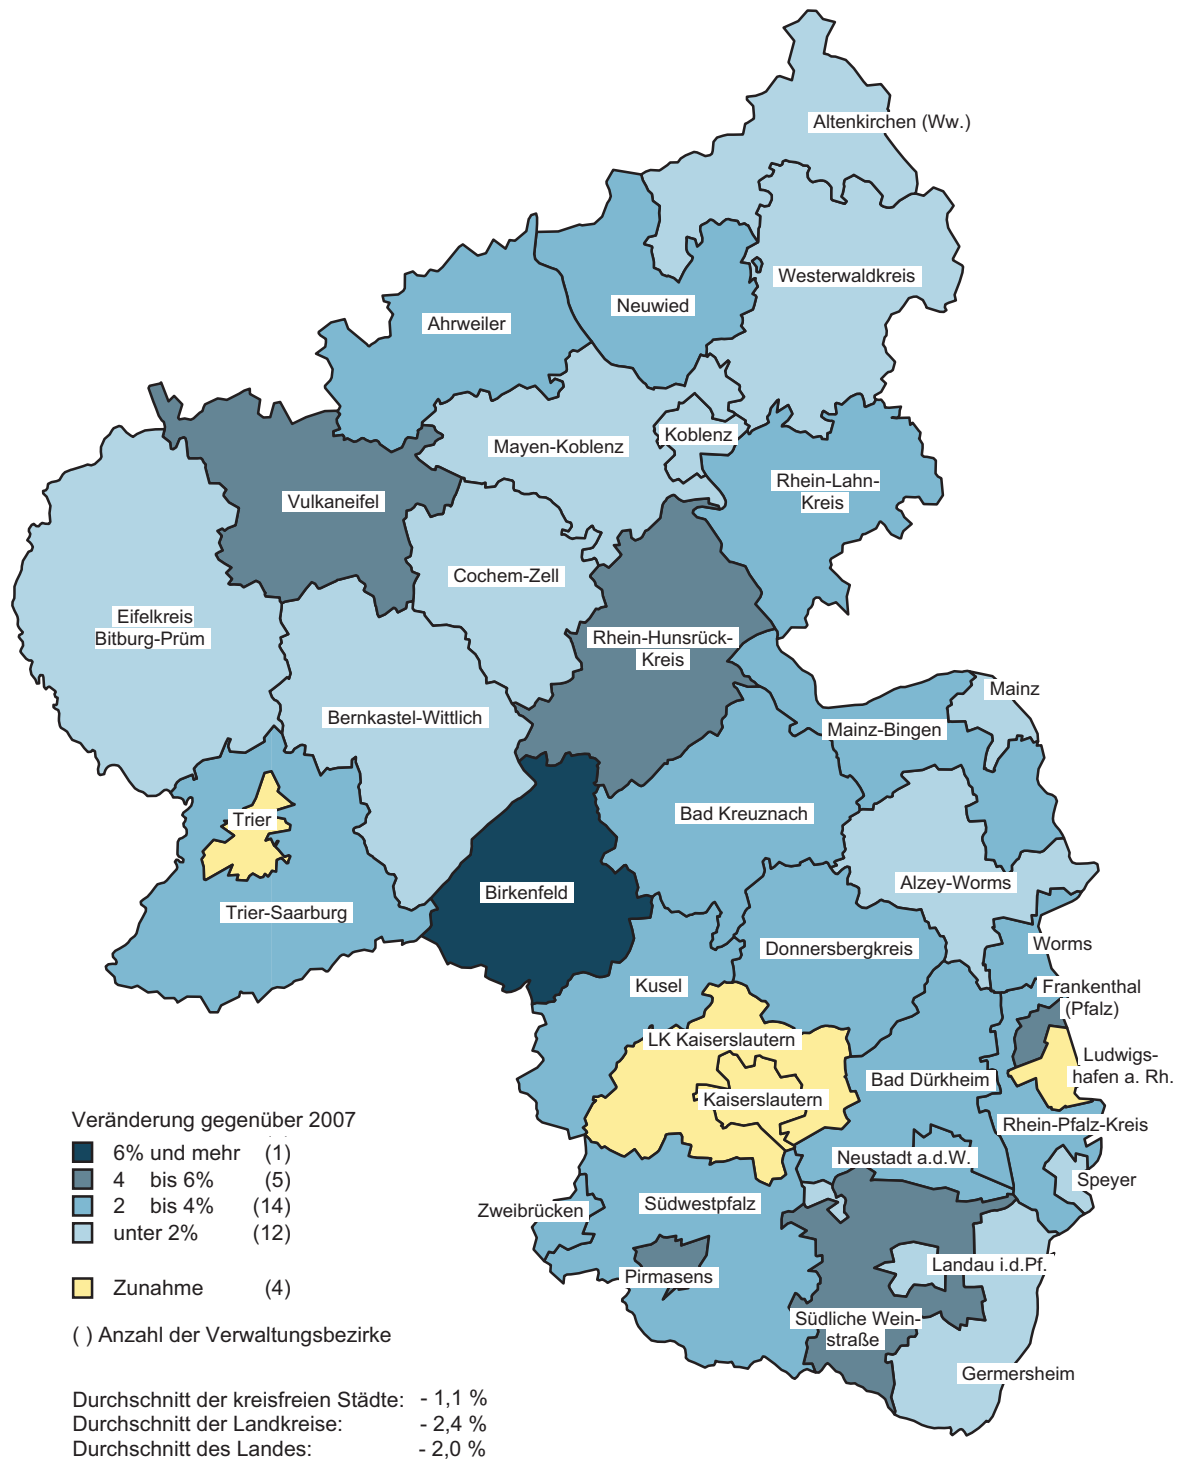 Altenkirchen (Ww.)
Westerwaldkreis
Neuwied
Ahrweiler
Koblenz
Mayen-Koblenz
Rhein-Lahn-
Kreis
Vulkaneifel
Cochem-Zell
Eifelkreis
Bitburg-Prüm
Rhein-Hunsrück-
Kreis
Mainz
Bernkastel-Wittlich
Mainz-Bingen
Trier
Bad Kreuznach
Birkenfeld
Alzey-Worms
Trier-Saarburg
Donnersbergkreis
Worms
Kusel
Frankenthal
(Pfalz)
LK Kaiserslautern
Ludwigs-
hafen a. Rh.
Bad Dürkheim
Kaiserslautern
Rhein-Pfalz-Kreis
Neustadt a.d.W.
Speyer
Südwestpfalz
Zweibrücken
Landau i.d.Pf.
Pirmasens
Südliche Wein-
straße
Germersheim
Veränderung gegenüber 2007
6% und mehr (1)
4 bis 6% (5)
2 bis 4% (14)
unter 2% (12)
Zunahme (4)
( ) Anzahl der Verwaltungsbezirke
Durchschnitt der kreisfreien Städte: - 1,1 %
Durchschnitt der Landkreise: - 2,4 %
Durchschnitt des Landes: - 2,0 %